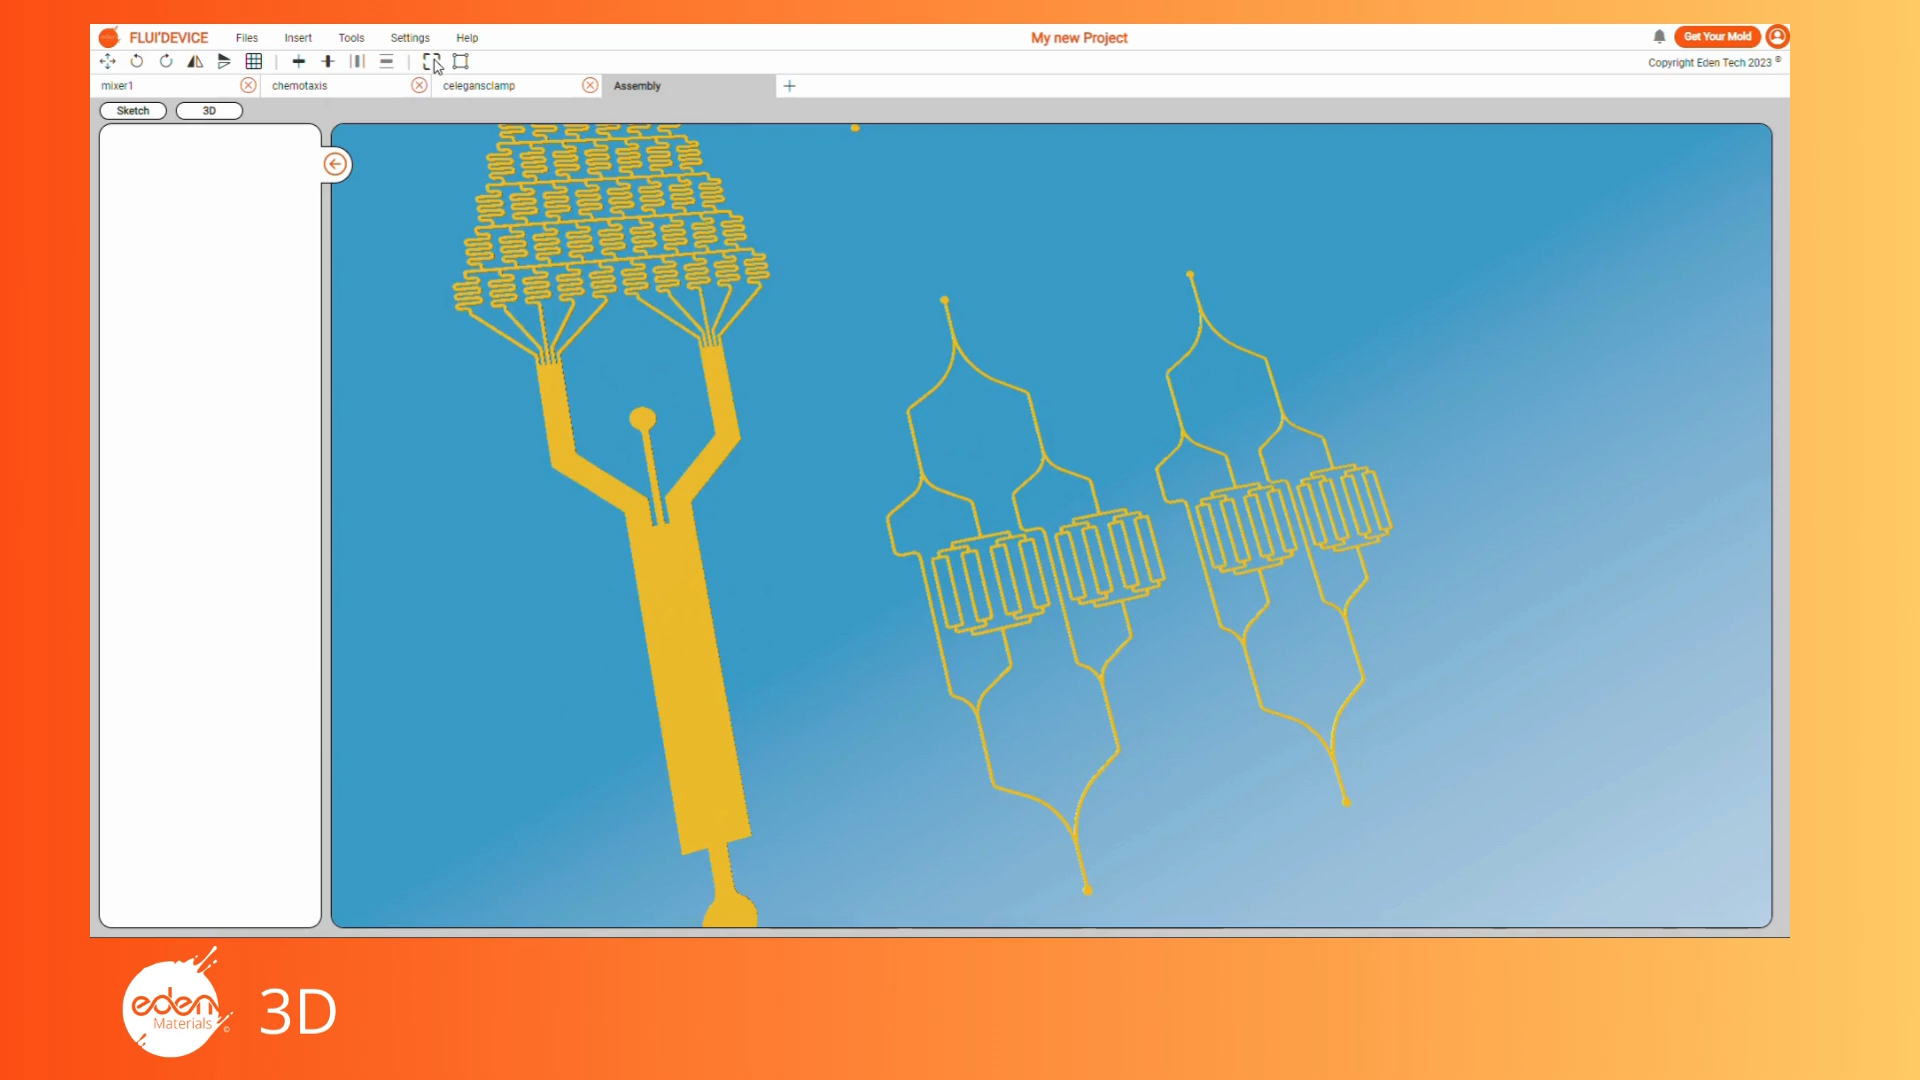 FLUI'DEVICE Files Insert Tools Settings Help My new Project Get Your Mold
Copyright Eden Tech 2023 ©
mixer1 chemotaxis celegansclamp Assembly
Sketch 3D
eden
Materials ©
3D